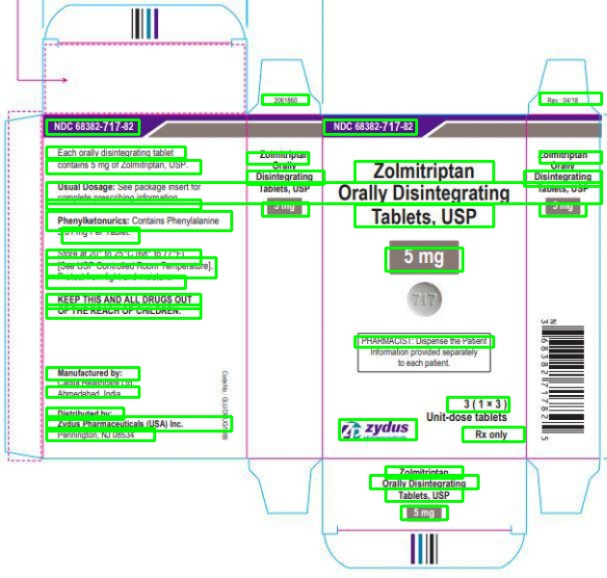 2051860
Rev.: 04/18
NDC 68382-717-82
Each orally disintegrating tablet
contains 5 mg of Zolmitriptan, USP.
Usual Dosage: See package insert for
complete prescribing information.
Phenylketonurics: Contains Phenylalanine
mg Per Tablet.
Store at 20° to 25°C (68° to 77°F)
[See USP Controlled Room Temperature].
Protect from light and moisture.
KEEP THIS AND ALL DRUGS OUT
OF THE REACH OF CHILDREN.
Manufactured by:
Cadila Healthcare Ltd.
Ahmedabad, India
Distributed by:
Zydus Pharmaceuticals (USA) Inc.
Pennington, NJ 08534
Code No.:
Zolmitriptan
Orally
Disintegrating
Tablets, USP
5 mg
NDC 68382-717-82
Zolmitriptan
Orally Disintegrating
Tablets, USP
5 mg
717
PHARMACIST: Dispense the Patient
Information provided separately
to each patient.
3 ( 1 × 3 )
Unit-dose tablets
zydus
Rx only
Zolmitriptan
Orally
Disintegrating
Tablets, USP
5 mg
N
3
68382 71782
5
Zolmitriptan
Orally Disintegrating
Tablets, USP
5 mg